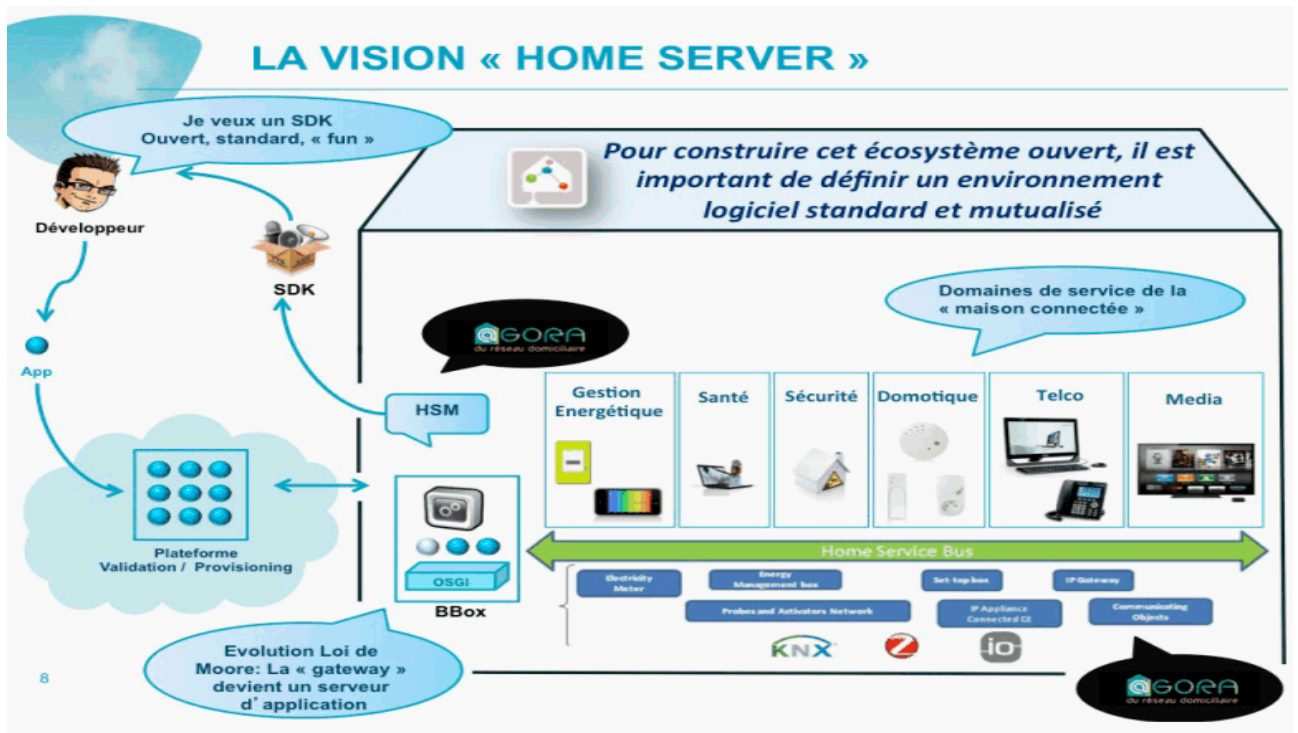 LA VISION « HOME SERVER »
Je veux un SDK
Ouvert, standard, « fun »
Pour construire cet écosystème ouvert, il est
important de définir un environnement
logiciel standard et mutualisé
Développeur
SDK
App
Domaines de service de la
« maison connectée »
@GORA
du réseau domiciliaire
HSM
Gestion
Energétique
Santé
Sécurité
Domotique
Telco
Media
Plateforme
Validation / Provisioning
OSGI
BBox
Home Service Bus
Electricity
Meter
Energy
Management box
Set-top box
IP Gateway
Probes and Activators Network
IP Appliance
Connected CE
Communicating
Objects
KNX
io
Evolution Loi de
Moore: La « gateway »
devient un serveur
d'application
@GORA
du réseau domiciliaire
8